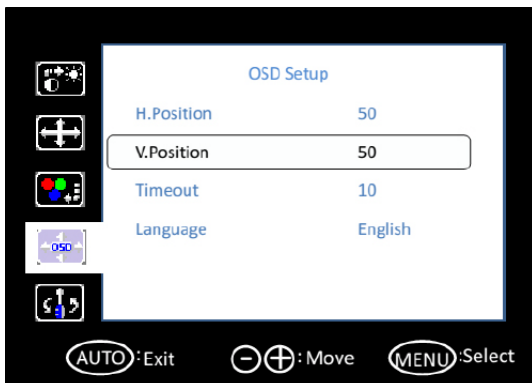 OSD Setup
H.Position 50
V.Position 50
Timeout 10
Language English
OSD
AUTO : Exit - + : Move MENU : Select